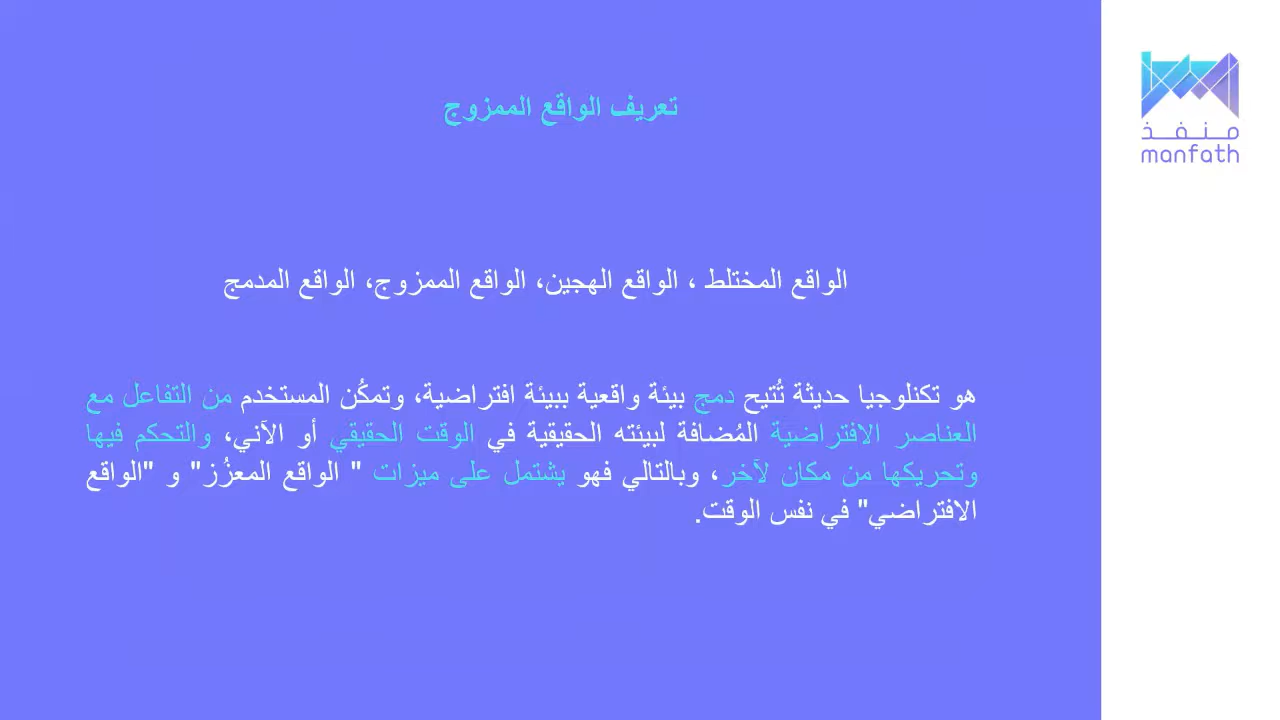 تعريف الواقع الممزوج
الواقع المختلط ، الواقع الهجين، الواقع الممزوج، الواقع المدمج
هو تكنلوجيا حديثة تُتيح دمج بيئة واقعية ببيئة افتراضية، وتمكُن المستخدم من التفاعل مع
العناصر الافتراضية المُضافة لبيئته الحقيقية في الوقت الحقيقي أو الآني، والتحكم فيها
وتحريكها من مكان لآخر، وبالتالي فهو يشتمل على ميزات " الواقع المعزُز" و "الواقع
الافتراضي" في نفس الوقت.
منفذ
manfath